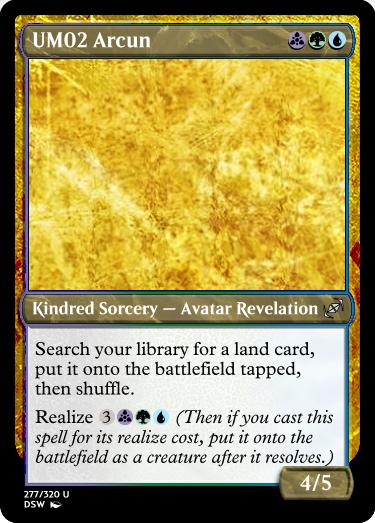 UM02 Arcun
Kindred Sorcery — Avatar Revelation
Search your library for a land card,
put it onto the battlefield tapped,
then shuffle.
Realize 3 (Then if you cast this
spell for its realize cost, put it onto the
battlefield as a creature after it resolves.)
4/5
277/320 U
DSW